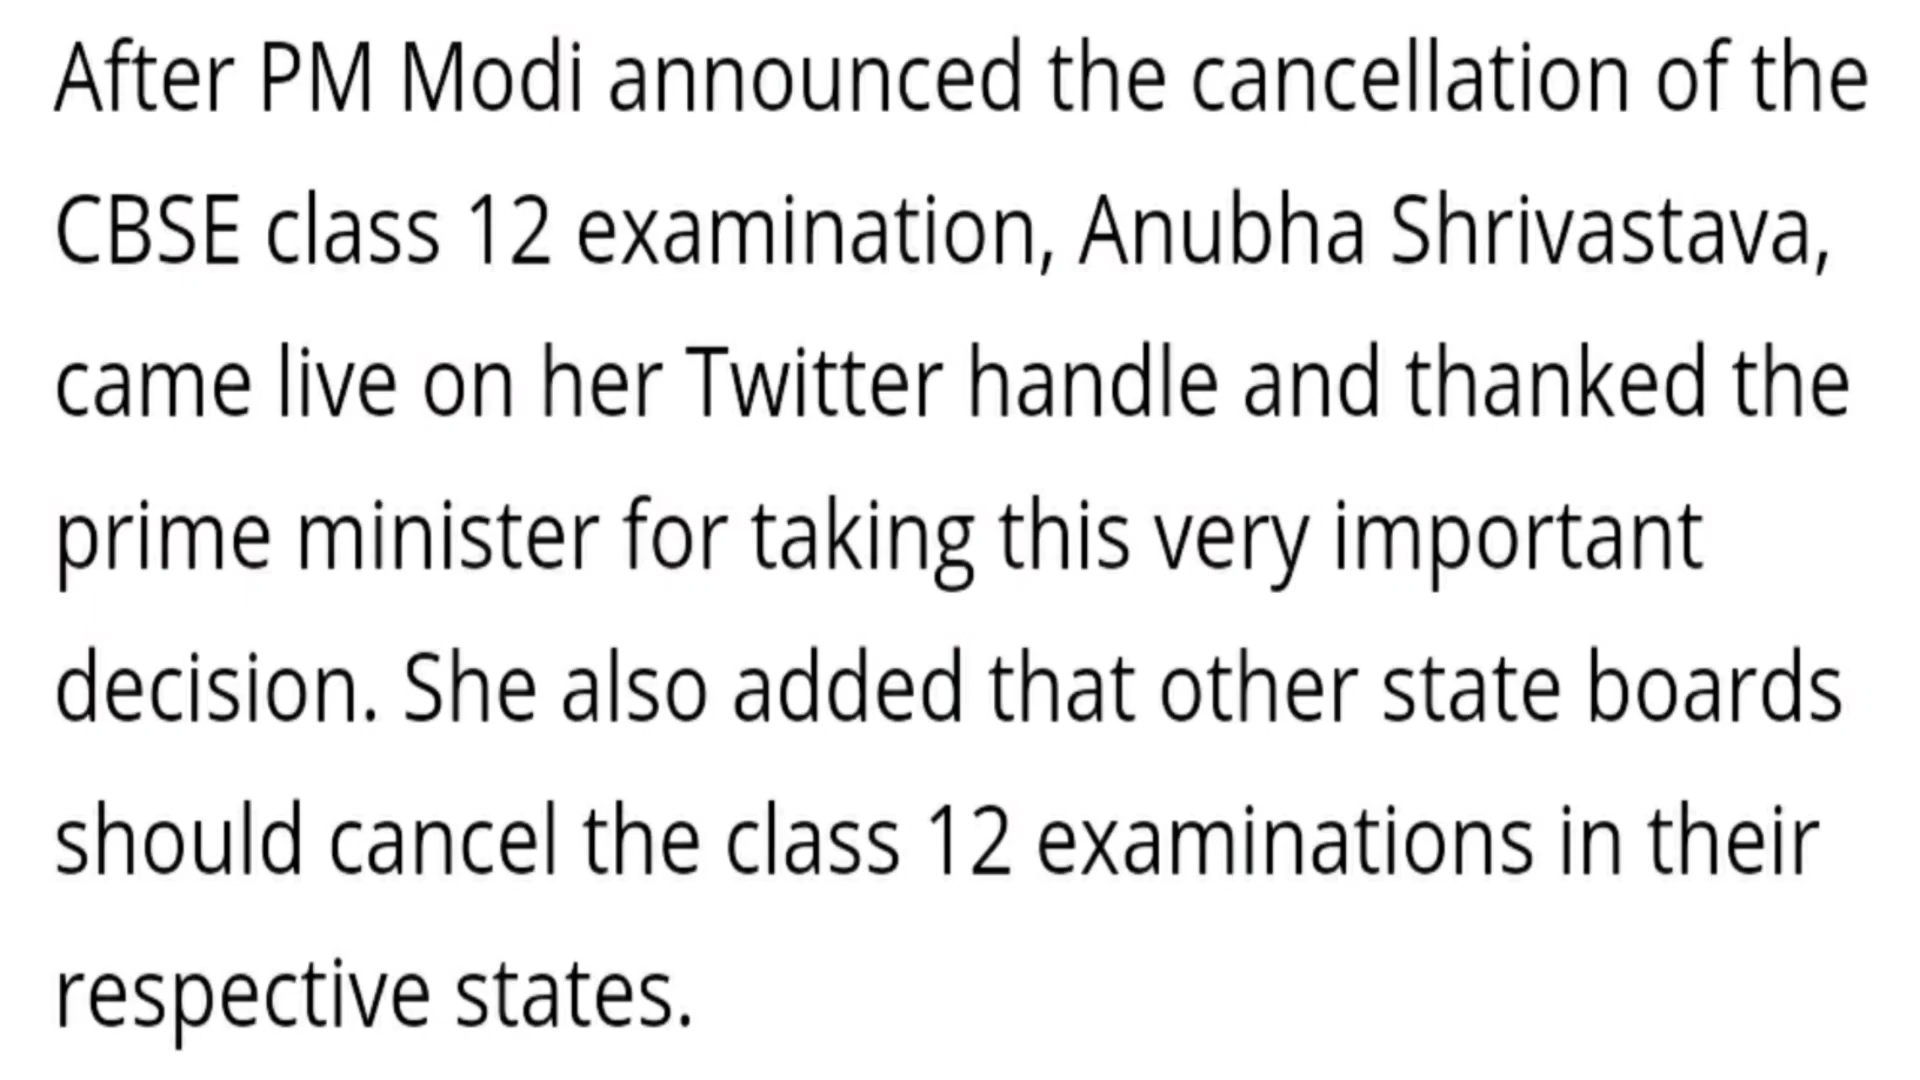 After PM Modi announced the cancellation of the
CBSE class 12 examination, Anubha Shrivastava,
came live on her Twitter handle and thanked the
prime minister for taking this very important
decision. She also added that other state boards
should cancel the class 12 examinations in their
respective states.